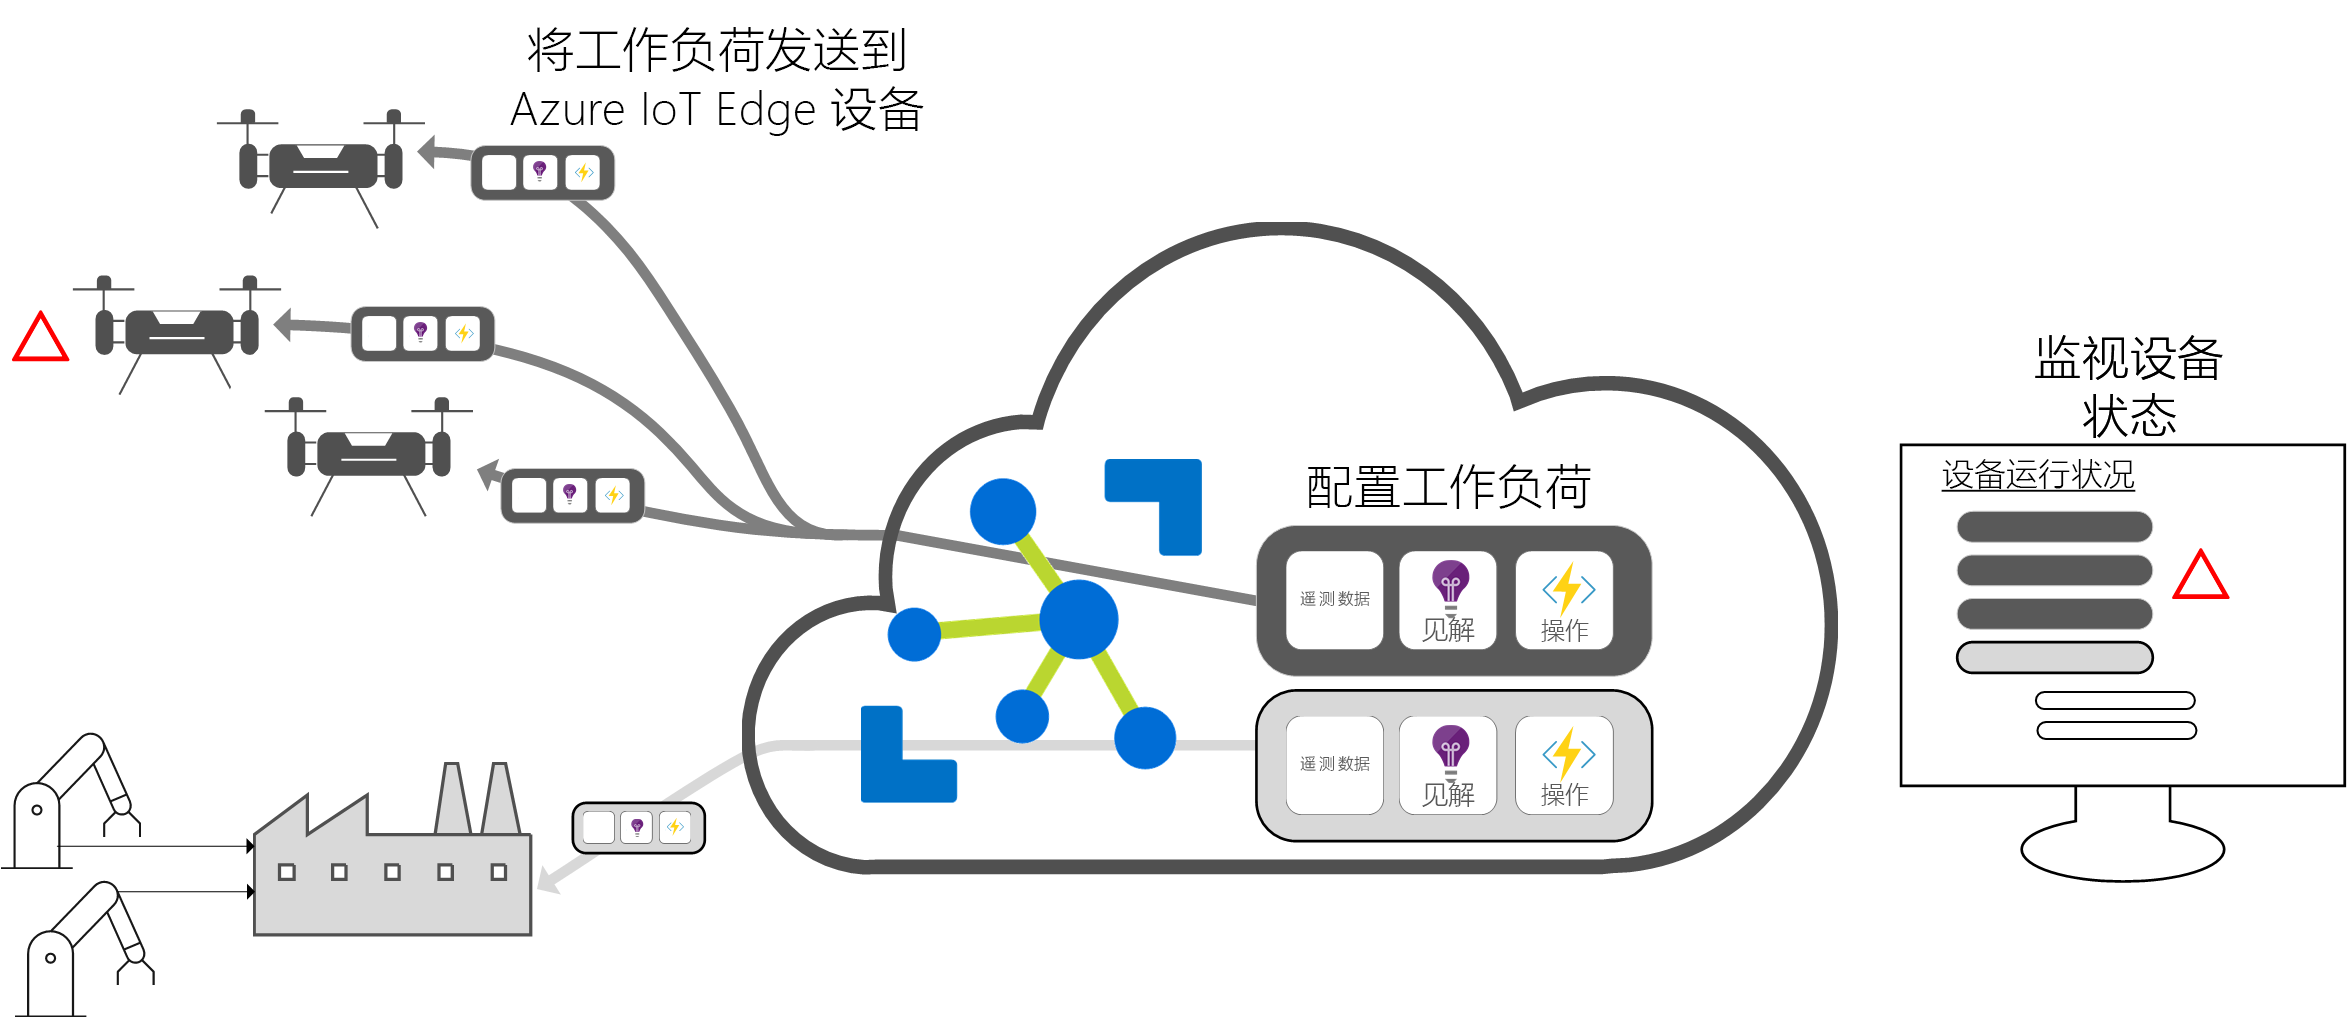 将工作负荷发送到
Azure IoT Edge 设备
配置工作负荷
遥测数据
见解
操作
遥测数据
见解
操作
监视设备
状态
设备运行状况